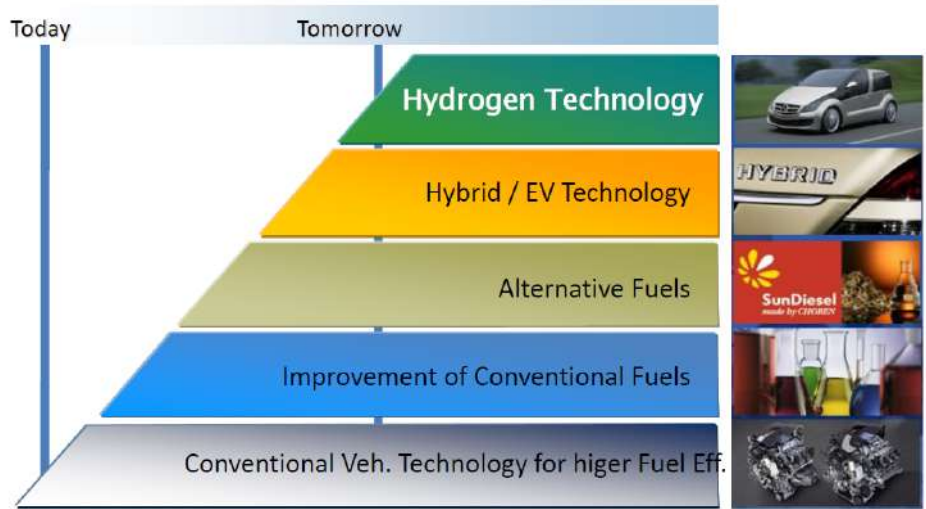 Today
Tomorrow
Hydrogen Technology
Hybrid / EV Technology
HYBRID
Alternative Fuels
SunDiesel
made by CHOREN
Improvement of Conventional Fuels
Conventional Veh. Technology for higer Fuel Eff.